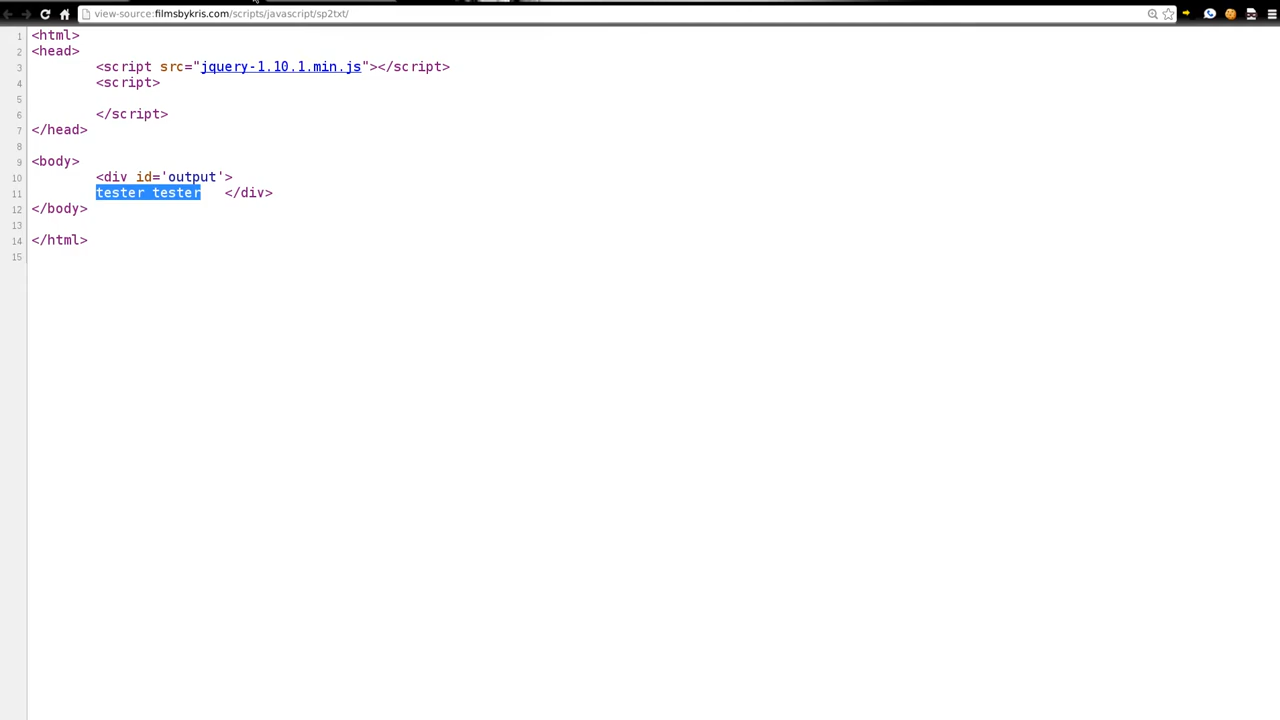 view-source:filmsbykris.com/scripts/javascript/sp2txt/
1 <html>
2 <head>
3 <script src="jquery-1.10.1.min.js"></script>
4 <script>
5
6 </script>
7 </head>
8
9 <body>
10 <div id='output'>
11 tester tester </div>
12 </body>
13
14 </html>
15